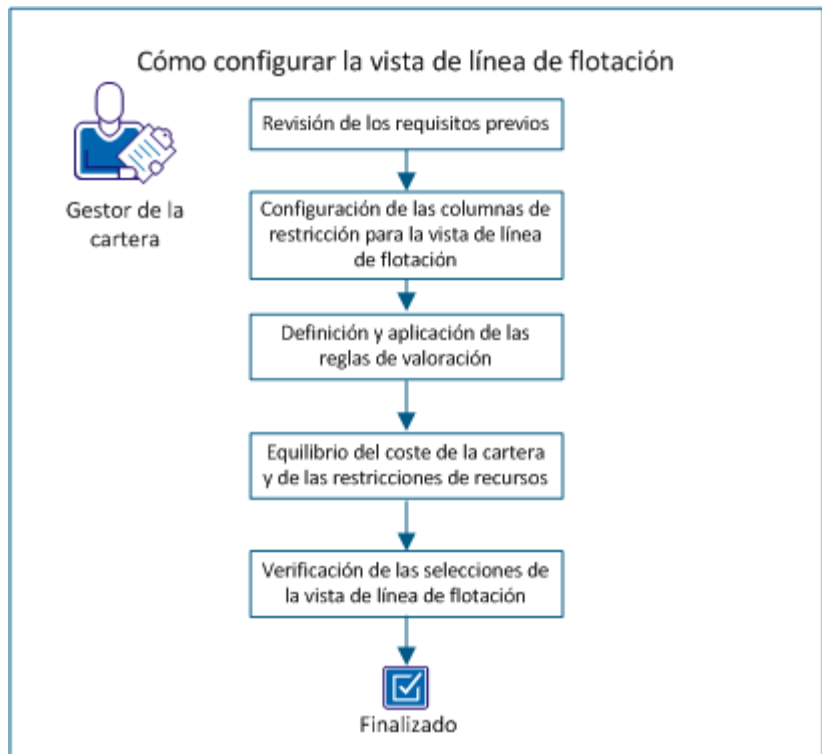 Cómo configurar la vista de línea de flotación
Gestor de la
cartera
Revisión de los requisitos previos
Configuración de las columnas de
restricción para la vista de línea
de flotación
Definición y aplicación de las
reglas de valoración
Equilibrio del coste de la cartera
y de las restricciones de recursos
Verificación de las selecciones de
la vista de línea de flotación
Finalizado